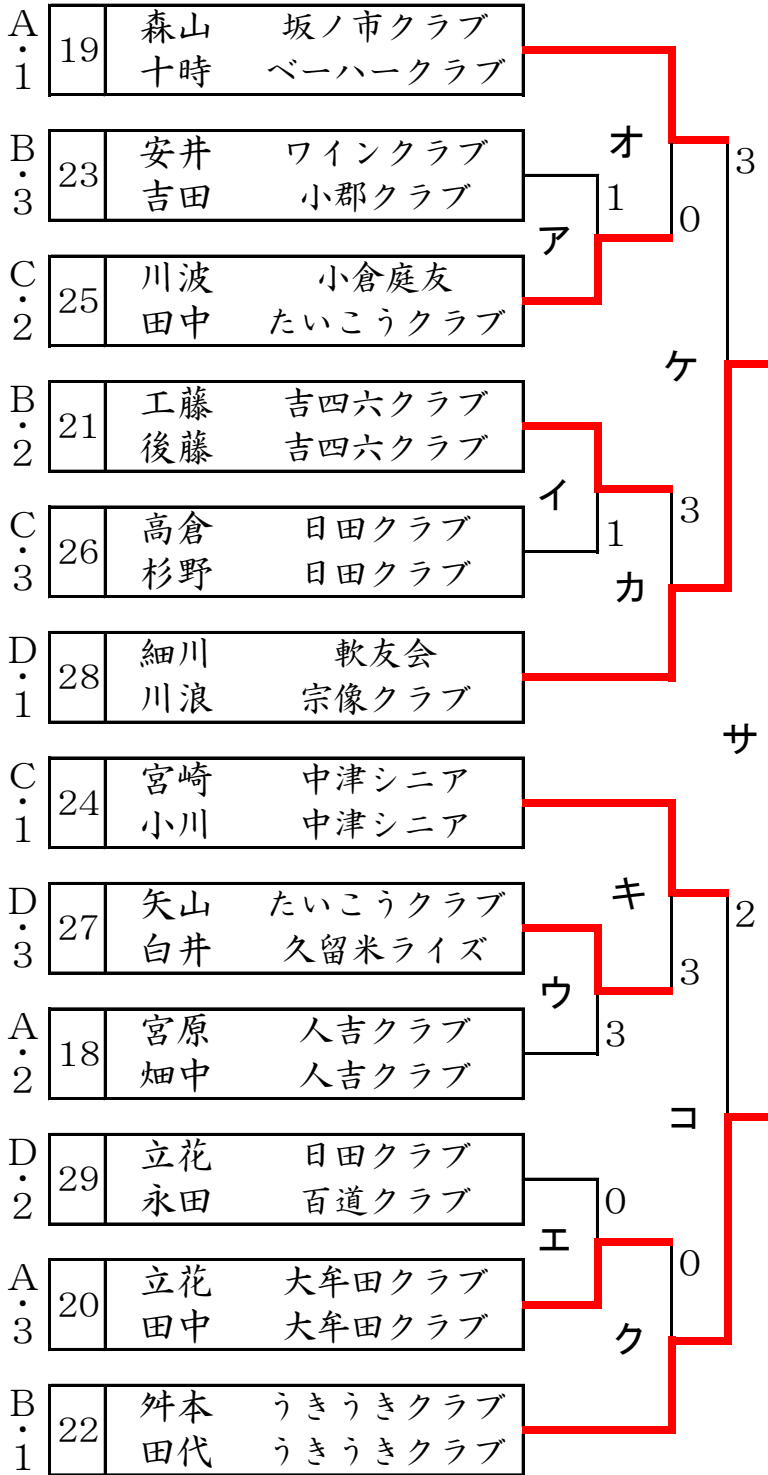 A・1 19 森山 坂ノ市クラブ
十時 ベーハークラブ
オ
3
B・3 23 安井 ワインクラブ
吉田 小郡クラブ
1
0
ア
C・2 25 川波 小倉庭友
田中 たいこうクラブ
ケ
B・2 21 工藤 吉四六クラブ
後藤 吉四六クラブ
イ
3
C・3 26 高倉 日田クラブ
杉野 日田クラブ
1
カ
D・1 28 細川 軟友会
川浪 宗像クラブ
サ
C・1 24 宮崎 中津シニア
小川 中津シニア
キ
2
D・3 27 矢山 たいこうクラブ
白井 久留米ライズ
3
ウ
A・2 18 宮原 人吉クラブ
畑中 人吉クラブ
3
コ
D・2 29 立花 日田クラブ
永田 百道クラブ
0
エ
0
A・3 20 立花 大牟田クラブ
田中 大牟田クラブ
ク
B・1 22 舛本 うきうきクラブ
田代 うきうきクラブ